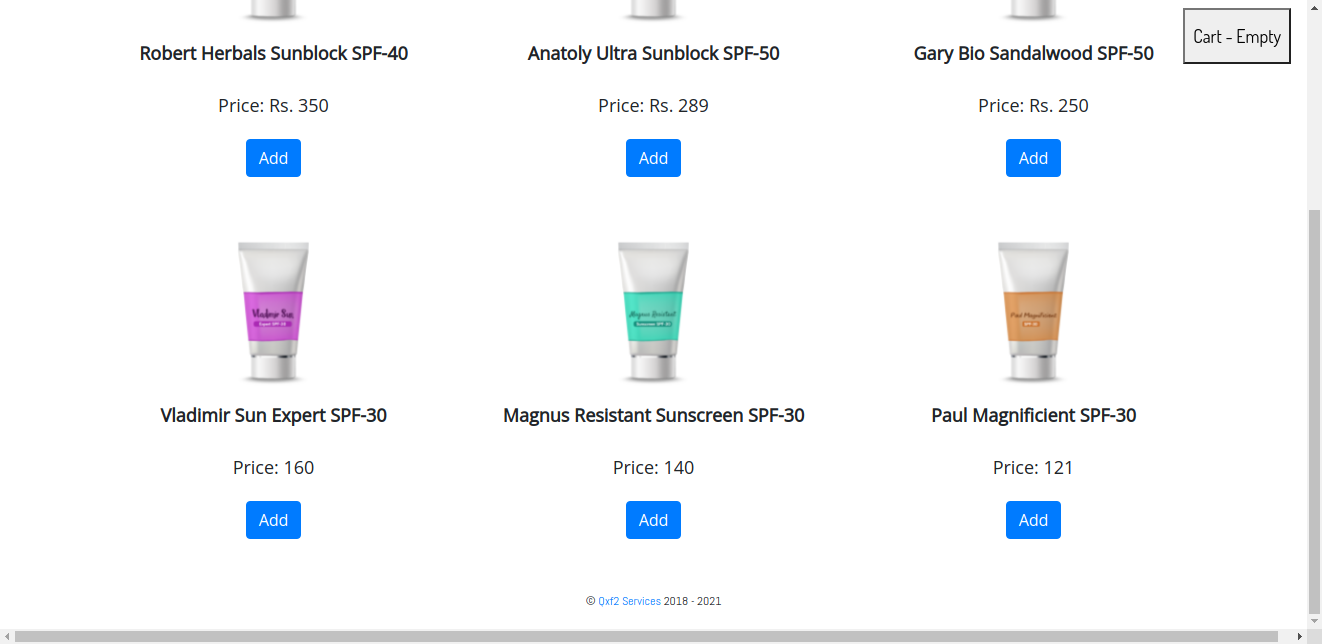 Cart - Empty
Robert Herbals Sunblock SPF-40
Anatoly Ultra Sunblock SPF-50
Gary Bio Sandalwood SPF-50
Price: Rs. 350
Price: Rs. 289
Price: Rs. 250
Add
Add
Add
Vladimir Sun
Expert SPF-30
Magnus Resistant
Sunscreen SPF-30
Paul Magnificient
SPF-30
Vladimir Sun Expert SPF-30
Magnus Resistant Sunscreen SPF-30
Paul Magnificient SPF-30
Price: 160
Price: 140
Price: 121
Add
Add
Add
© Qxf2 Services 2018 - 2021